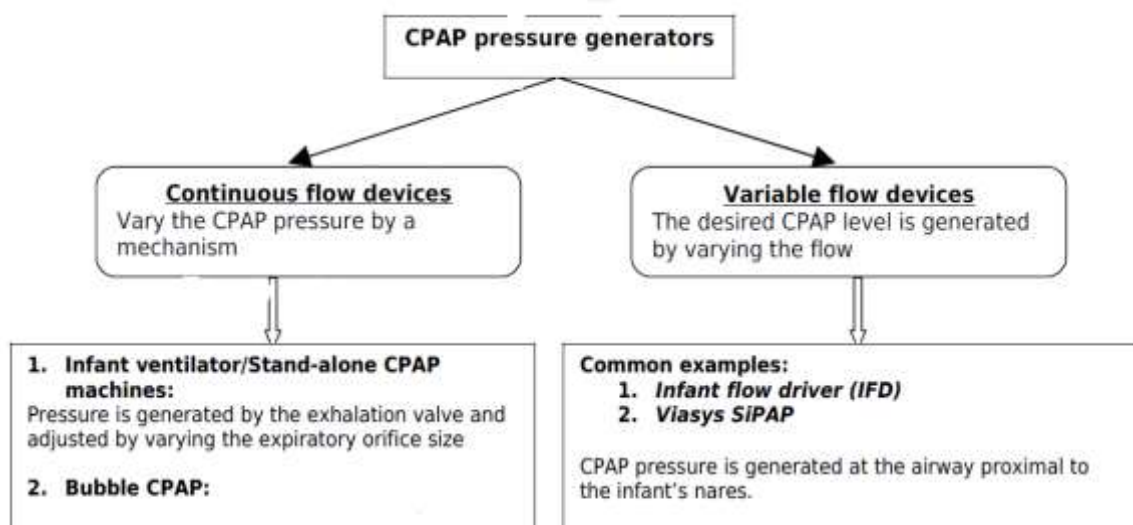 CPAP pressure generators
Continuous flow devices
Vary the CPAP pressure by a
mechanism
Variable flow devices
The desired CPAP level is generated
by varying the flow
1. Infant ventilator/Stand-alone CPAP
machines:
Pressure is generated by the exhalation valve and
adjusted by varying the expiratory orifice size
2. Bubble CPAP:
Common examples:
1. Infant flow driver (IFD)
2. Viasys SiPAP
CPAP pressure is generated at the airway proximal to
the infant's nares.